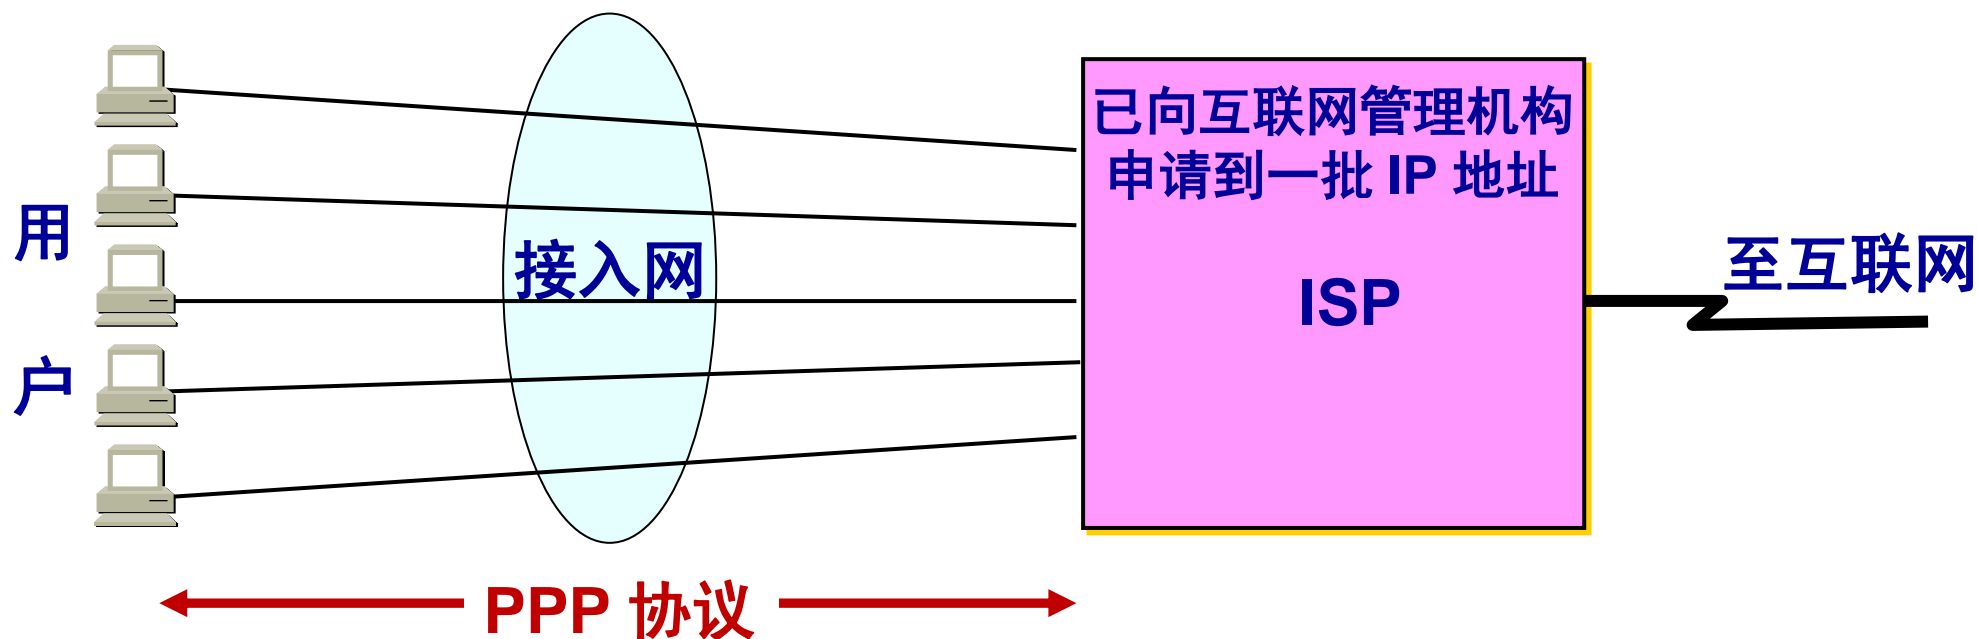 用户
接入网
已向互联网管理机构
申请到一批 IP 地址
ISP
至互联网
PPP 协议